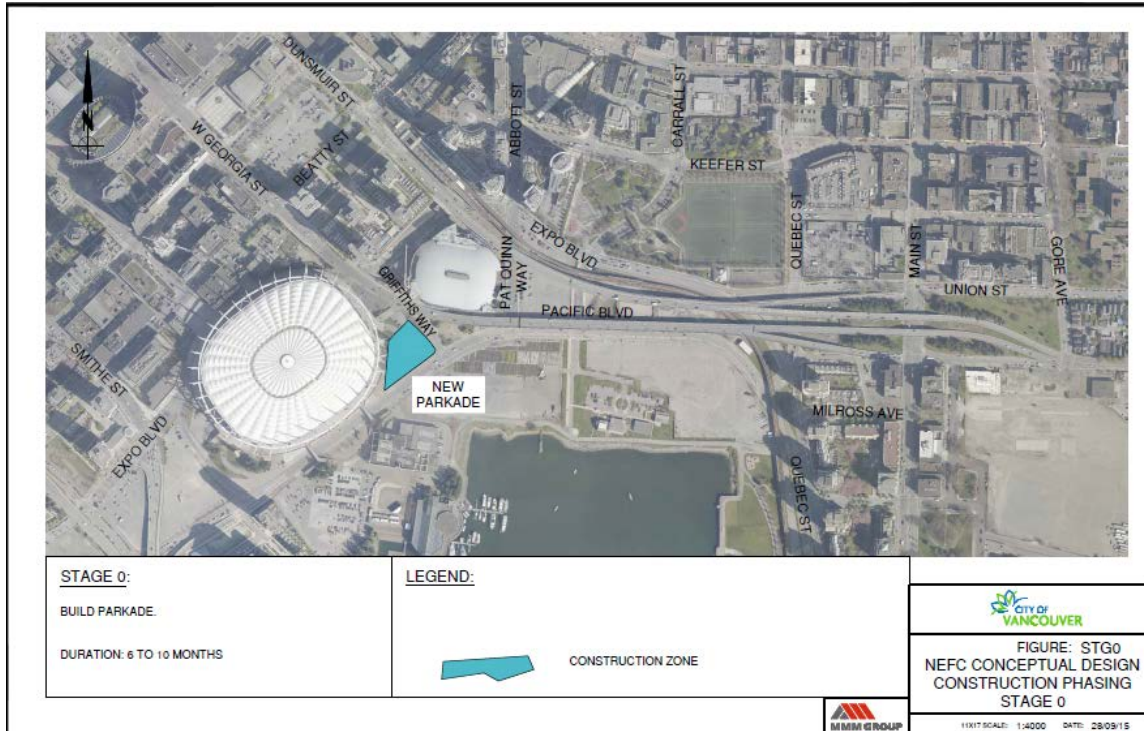 N
DUNSMUIR ST
W GEORGIA ST
BEATTY ST
ABBOTT ST
CARRALL ST
KEEFER ST
QUEBEC ST
MAIN ST
GORE AVE
UNION ST
EXPO BLVD
PAT QUINN
WAY
GRIFFITHS WAY
PACIFIC BLVD
SMITHE ST
EXPO BLVD
NEW
PARKADE
MILROSS AVE
QUEBEC ST
STAGE 0:
BUILD PARKADE.
DURATION: 6 TO 10 MONTHS
LEGEND:
CONSTRUCTION ZONE
CITY OF
VANCOUVER
FIGURE: STG0
NEFC CONCEPTUAL DESIGN
CONSTRUCTION PHASING
STAGE 0
MMM GROUP
11X17 SCALE: 1:4000 DATE: 28/09/15